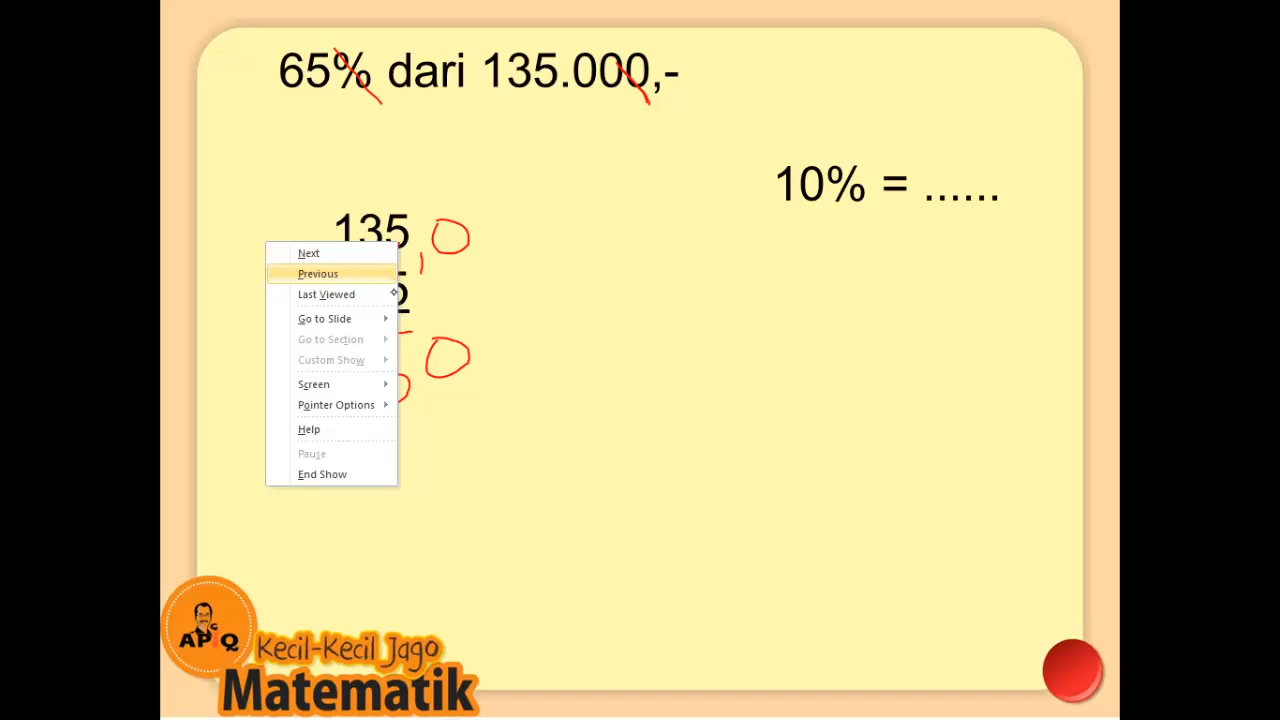 65% dari 135.000,-
10% = ......
135
5
Next
Previous
Last Viewed
Go to Slide
Go to Section
Custom Show
Screen
Pointer Options
Help
Pause
End Show
APIQ
Kecil-Kecil Jago
Matematik